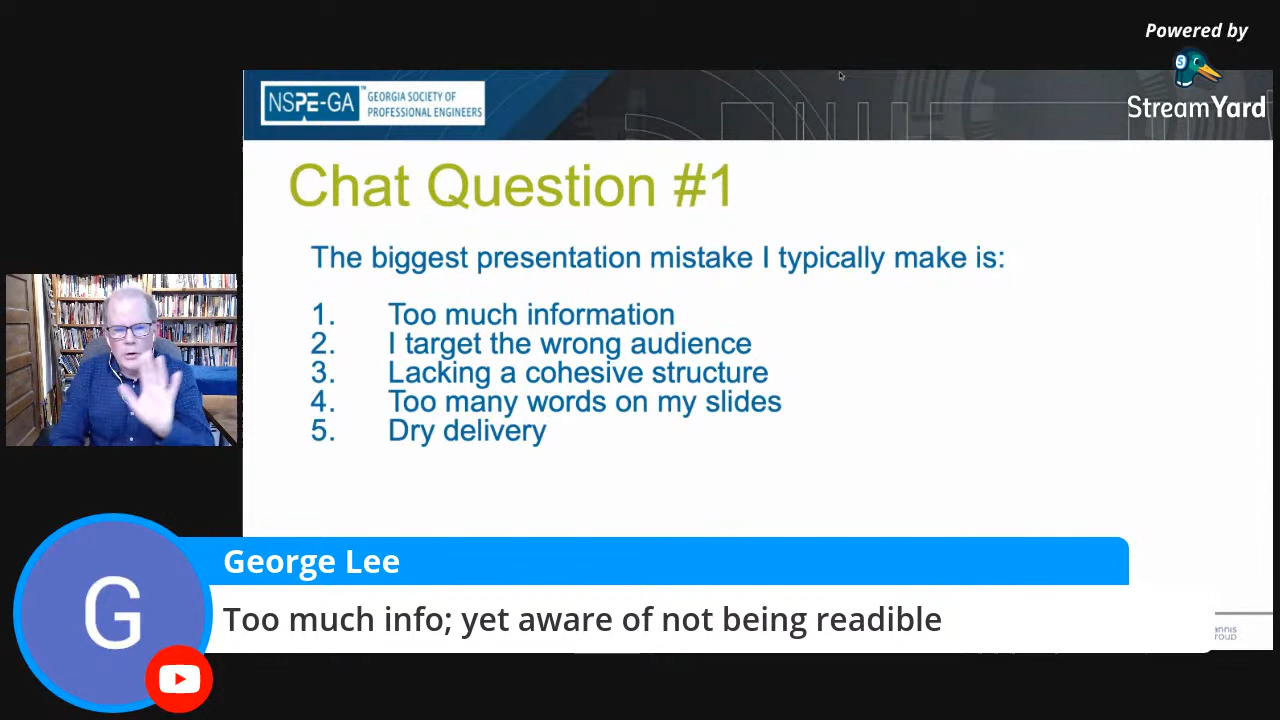 Powered by
StreamYard
NSPE-GA
GEORGIA SOCIETY OF
PROFESSIONAL ENGINEERS
Chat Question #1
The biggest presentation mistake I typically make is:
1. Too much information
2. I target the wrong audience
3. Lacking a cohesive structure
4. Too many words on my slides
5. Dry delivery
G
George Lee
Too much info; yet aware of not being readible